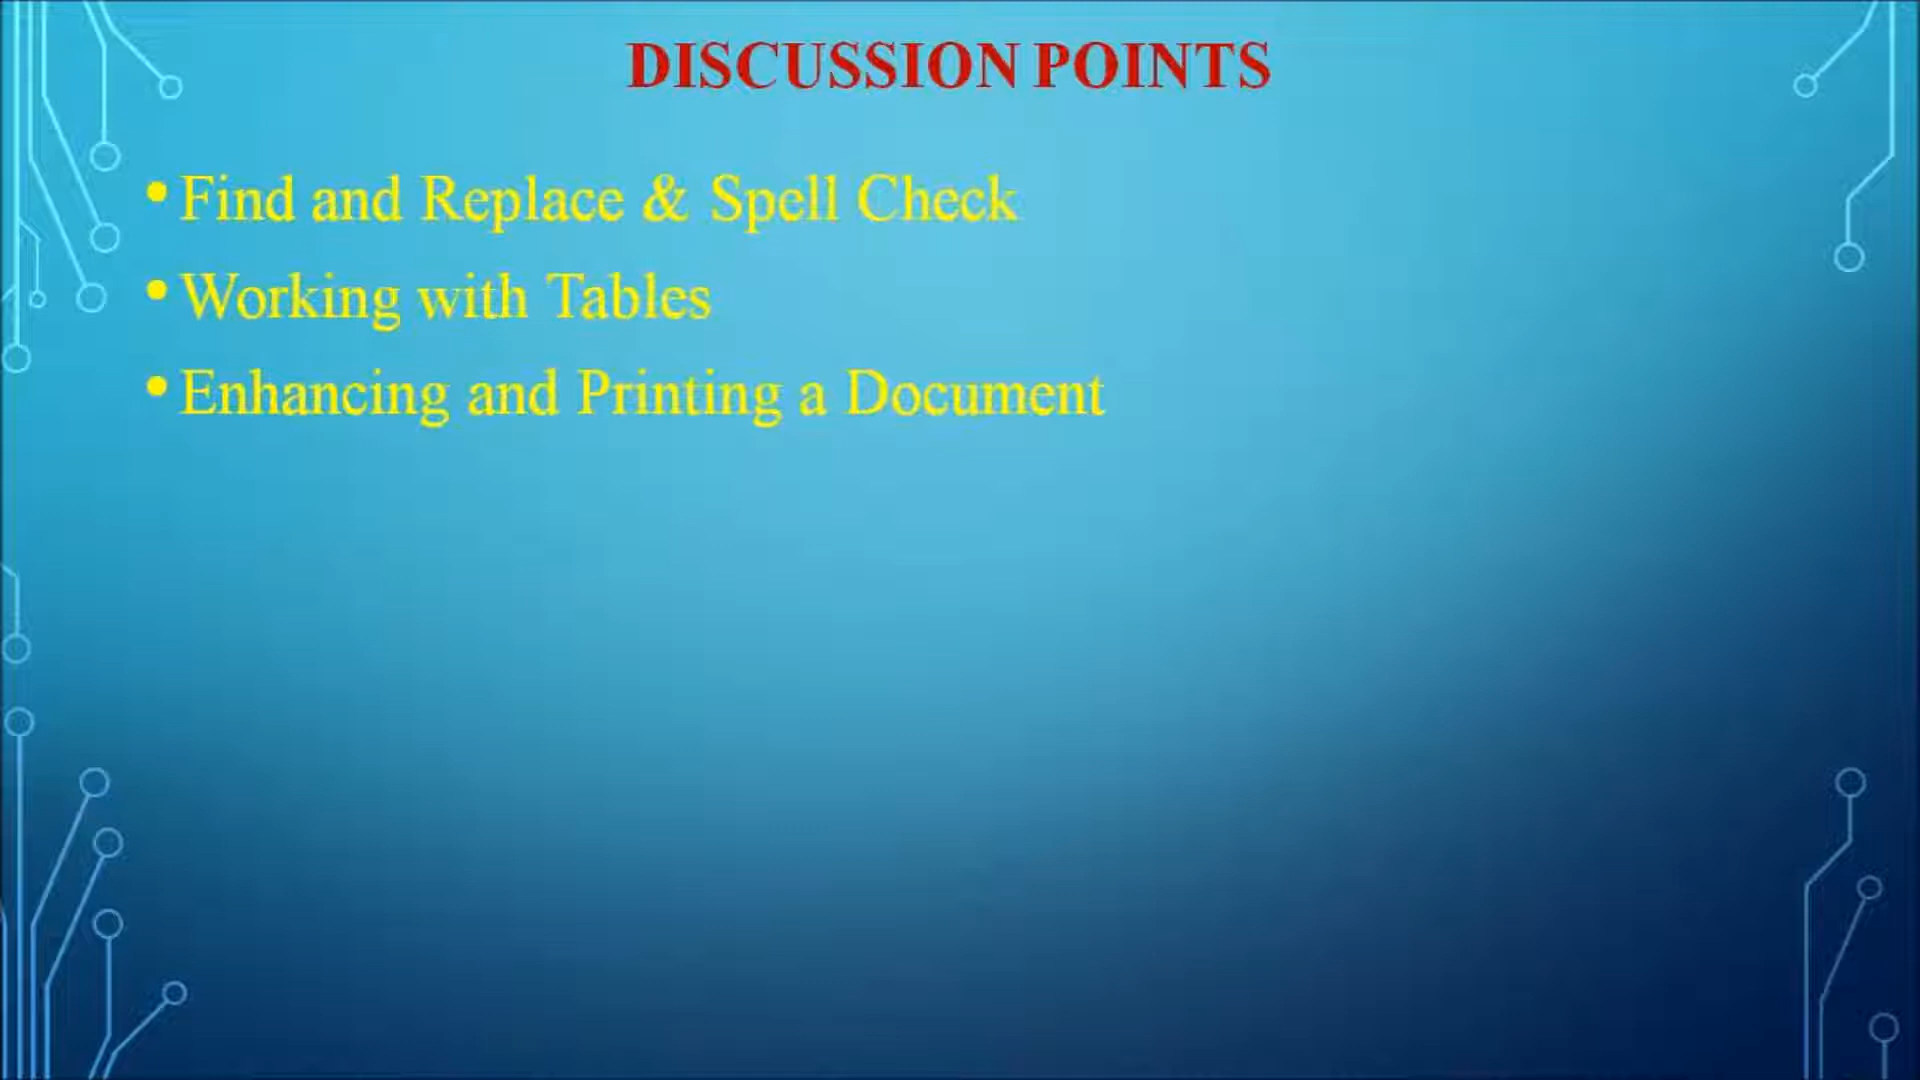 DISCUSSION POINTS
• Find and Replace & Spell Check
• Working with Tables
• Enhancing and Printing a Document